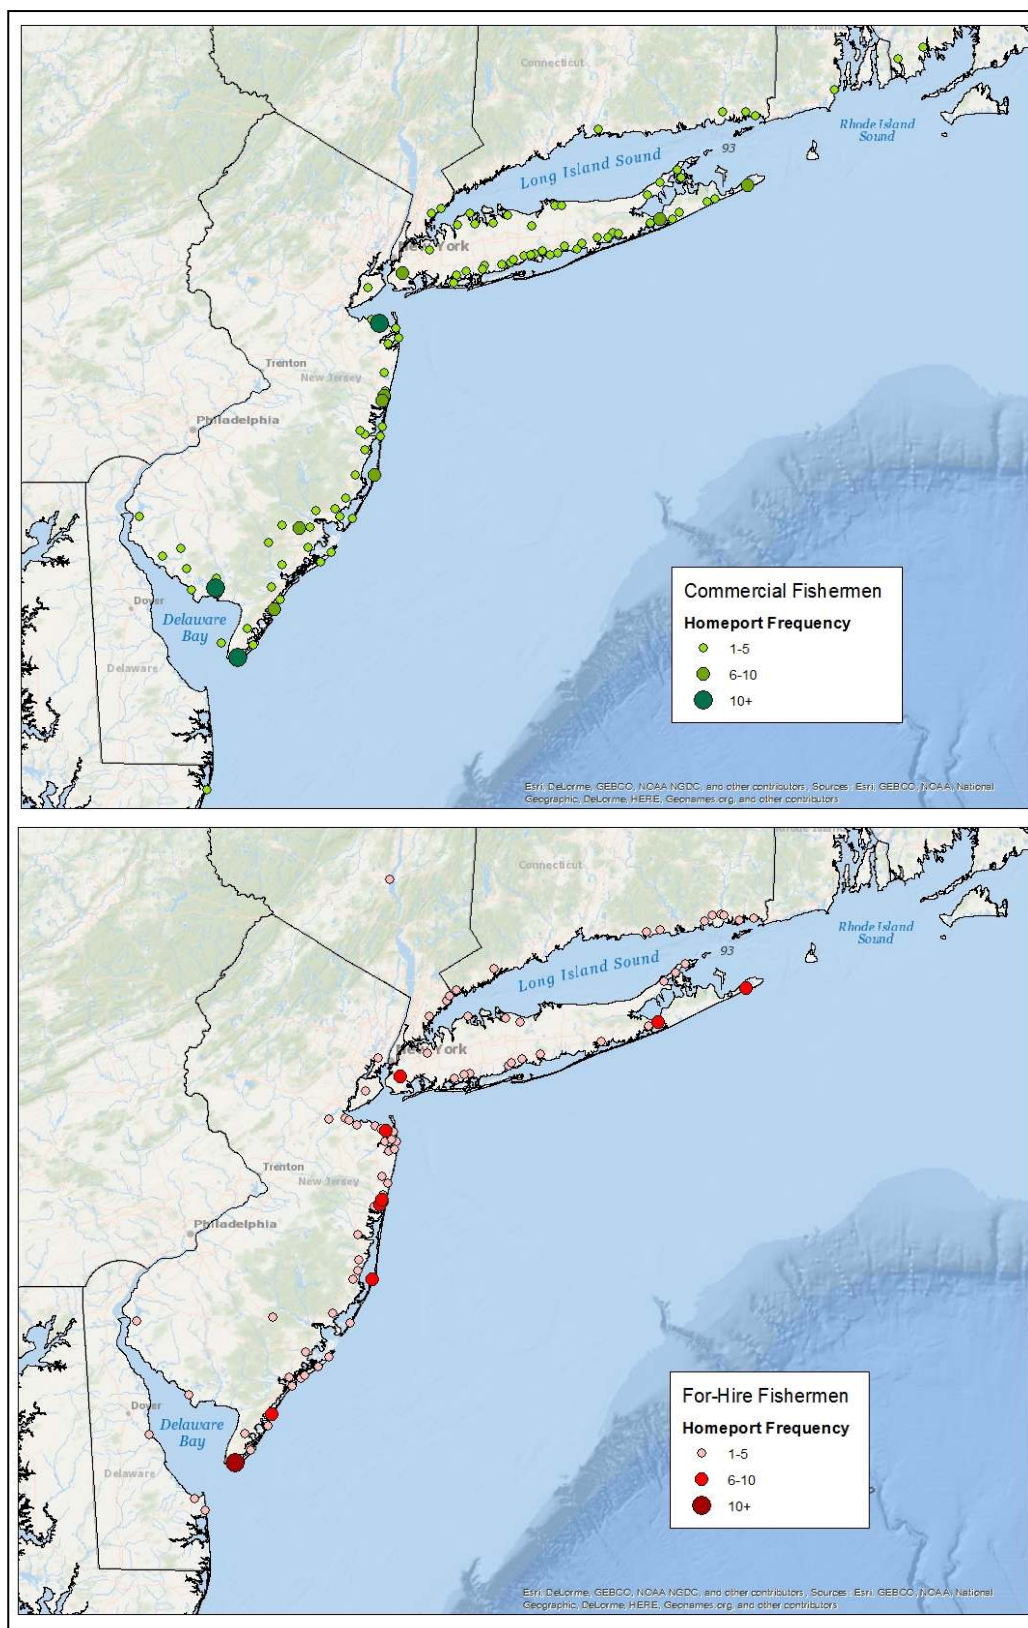 Rhode Island
Connecticut
Rhode Island
Sound
93
Long Island Sound
New York
Trenton
New Jersey
Philadelphia
Dover
Delaware
Bay
Delaware
Commercial Fishermen
Homeport Frequency
1-5
6-10
10+
Esri, DeLorme, GEBCO, NOAA NGDC, and other contributors, Sources: Esri, GEBCO, NOAA, National
Geographic, DeLorme, HERE, Geonames.org, and other contributors
Rhode Island
Connecticut
Rhode Island
Sound
93
Long Island Sound
New York
Trenton
New Jersey
Philadelphia
Dover
Delaware
Bay
Delaware
For-Hire Fishermen
Homeport Frequency
1-5
6-10
10+
Esri, DeLorme, GEBCO, NOAA NGDC, and other contributors, Sources: Esri, GEBCO, NOAA, National
Geographic, DeLorme, HERE, Geonames.org, and other contributors